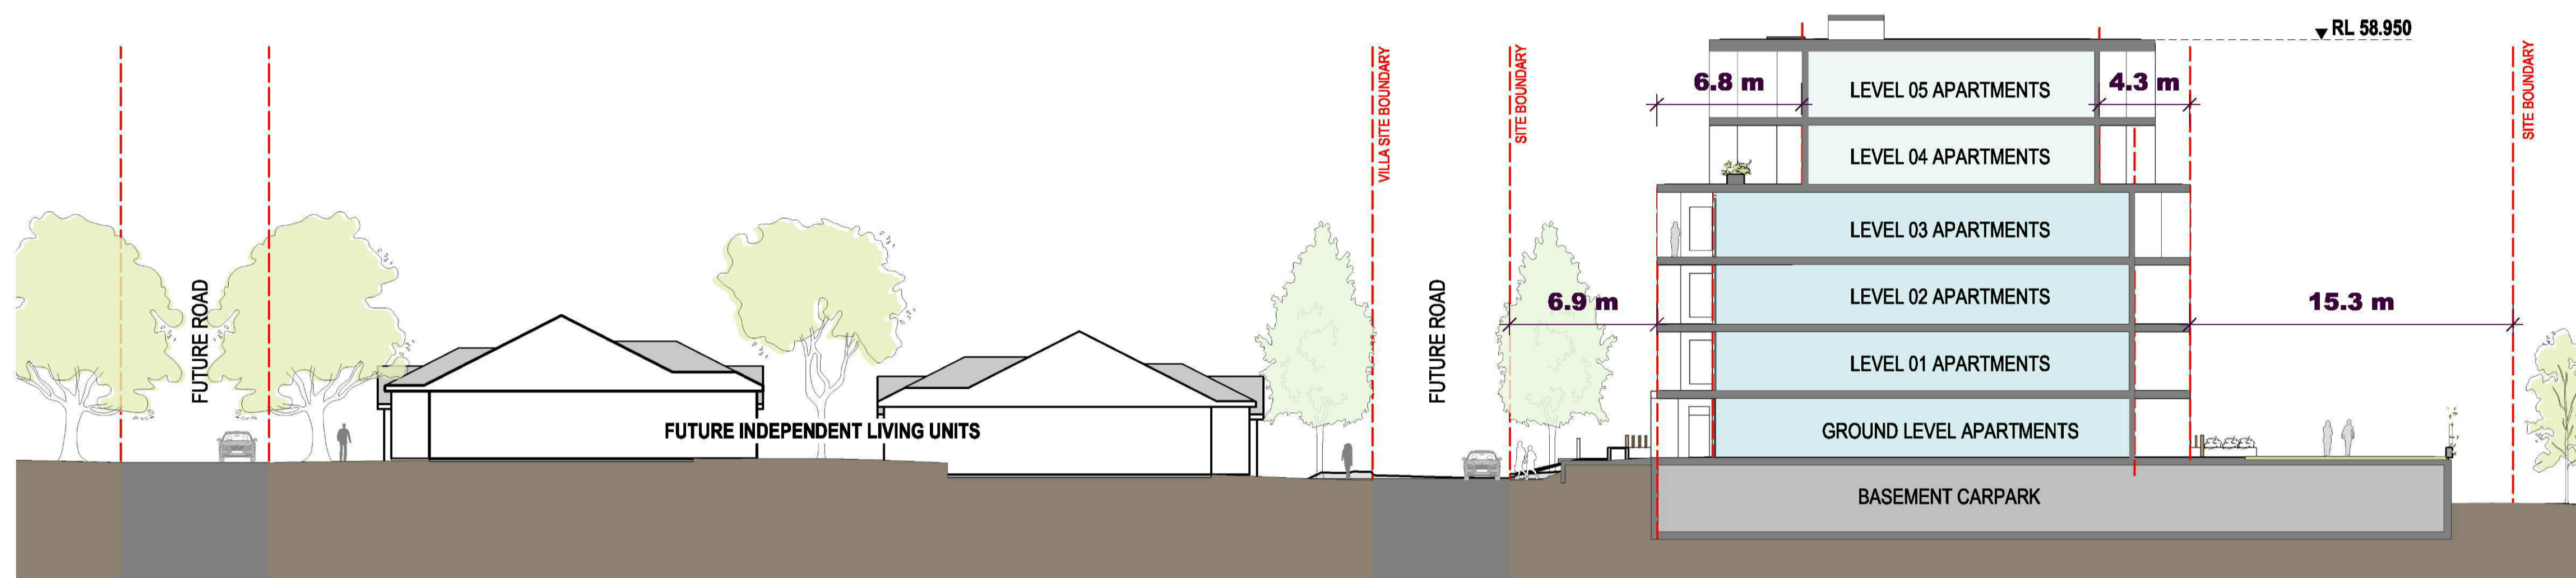 FUTURE ROAD
FUTURE INDEPENDENT LIVING UNITS
VILLA SITE BOUNDARY
FUTURE ROAD
SITE BOUNDARY
6.9 m
6.8 m
4.3 m
RL 58.950
LEVEL 05 APARTMENTS
LEVEL 04 APARTMENTS
LEVEL 03 APARTMENTS
LEVEL 02 APARTMENTS
LEVEL 01 APARTMENTS
GROUND LEVEL APARTMENTS
BASEMENT CARPARK
15.3 m
SITE BOUNDARY